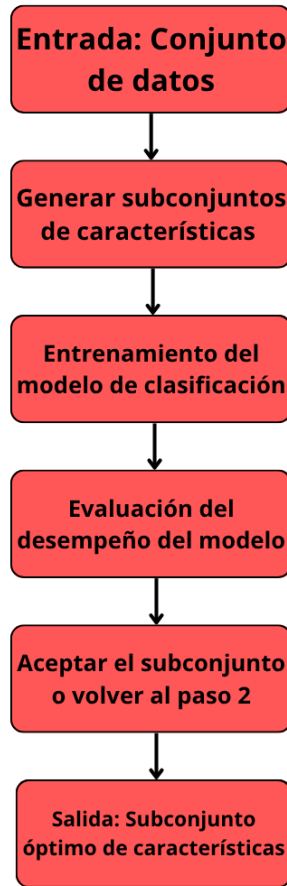 Entrada: Conjunto
de datos
Generar subconjuntos
de características
Entrenamiento del
modelo de clasificación
Evaluación del
desempeño del modelo
Aceptar el subconjunto
o volver al paso 2
Salida: Subconjunto
óptimo de características